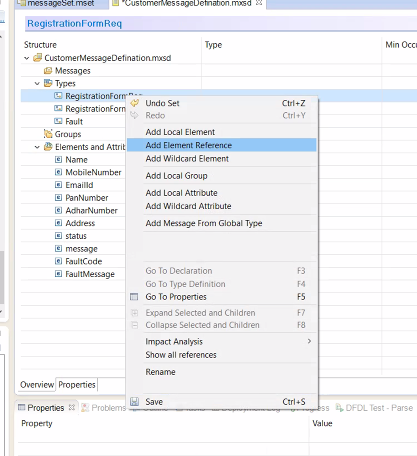 messageSet.mset
*CustomerMessageDefination.mxsd
RegistrationFormReq
Structure Type Min Occu
CustomerMessageDefination.mxsd
Messages
Types
RegistrationFormReq
RegistrationForm
Fault
Groups
Elements and Attrib
Name
MobileNumber
EmailId
PanNumber
AdharNumber
Address
status
message
FaultCode
FaultMessage
Undo Set Ctrl+Z
Redo Ctrl+Y
Add Local Element
Add Element Reference
Add Wildcard Element
Add Local Group
Add Local Attribute
Add Wildcard Attribute
Add Message From Global Type
Go To Declaration F3
Go To Type Definition F4
Go To Properties F5
Expand Selected and Children F7
Collapse Selected and Children F8
Impact Analysis
Show all references
Rename
Save Ctrl+S
Overview Properties
Properties Problems Deployment Log Progress DFDL Test - Parse
Property Value